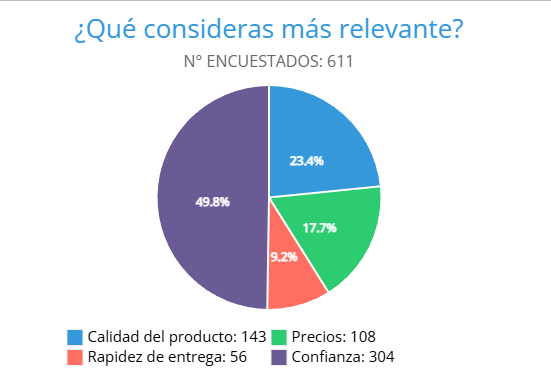 ¿Qué consideras más relevante?
Nº ENCUESTADOS: 611
23.4%
49.8%
17.7%
9.2%
Calidad del producto: 143 Precios: 108
Rapidez de entrega: 56 Confianza: 304